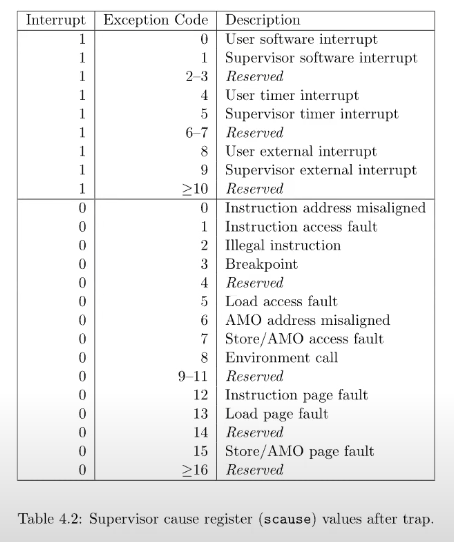 Interrupt Exception Code Description
1 0 User software interrupt
1 1 Supervisor software interrupt
1 2–3 Reserved
1 4 User timer interrupt
1 5 Supervisor timer interrupt
1 6–7 Reserved
1 8 User external interrupt
1 9 Supervisor external interrupt
1 ≥10 Reserved
0 0 Instruction address misaligned
0 1 Instruction access fault
0 2 Illegal instruction
0 3 Breakpoint
0 4 Reserved
0 5 Load access fault
0 6 AMO address misaligned
0 7 Store/AMO access fault
0 8 Environment call
0 9–11 Reserved
0 12 Instruction page fault
0 13 Load page fault
0 14 Reserved
0 15 Store/AMO page fault
0 ≥16 Reserved
Table 4.2: Supervisor cause register (scause) values after trap.